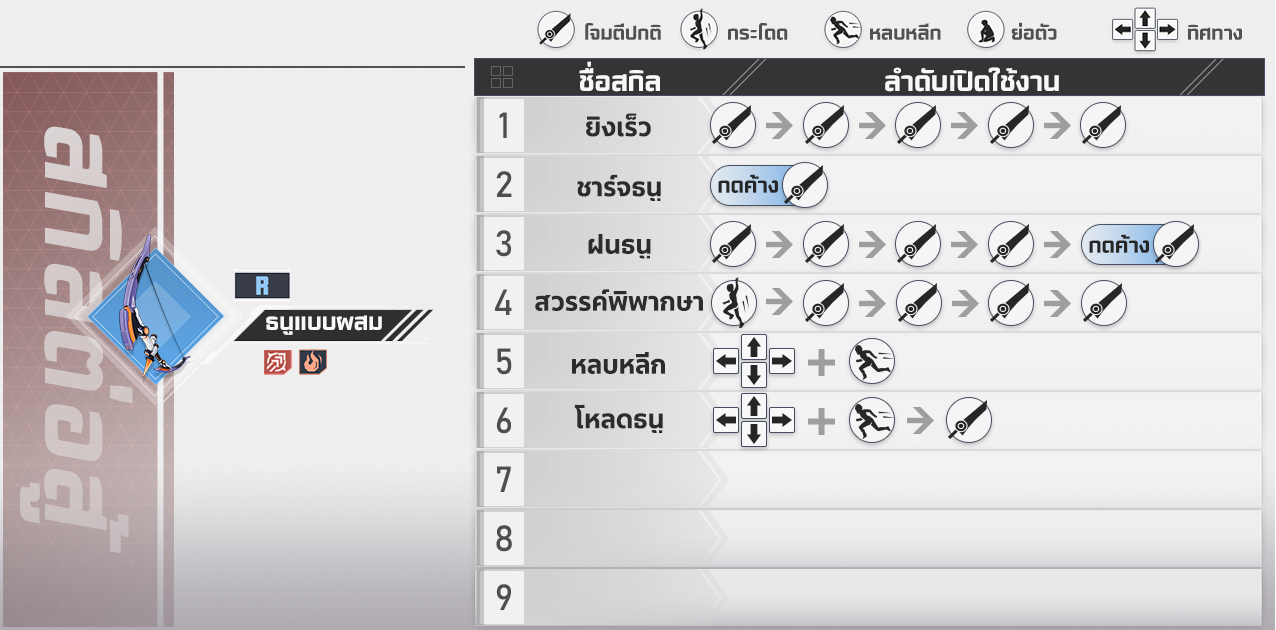 โจมตีปกติ กระโดด หลบหลีก ย่อตัว ทิศทาง
ชื่อสกิล ลำดับเปิดใช้งาน
สกิลต่อสู้
R
ธนูแบบผสม
1 ยิงเร็ว
2 ชาร์จธนู กดค้าง
3 ฝนธนู กดค้าง
4 สวรรค์พิพากษา
5 หลบหลีก
6 โหลดธนู
7
8
9